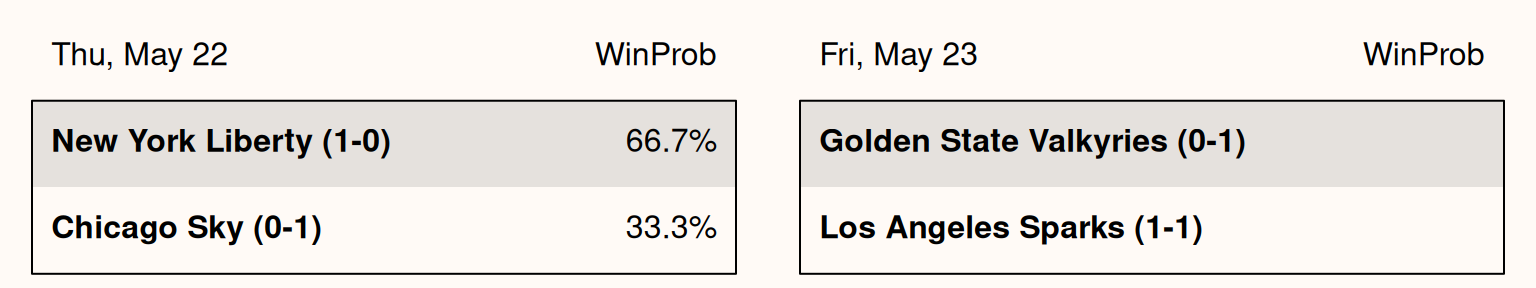 Thu, May 22 WinProb
New York Liberty (1-0) 66.7%
Chicago Sky (0-1) 33.3%
Fri, May 23 WinProb
Golden State Valkyries (0-1)
Los Angeles Sparks (1-1)